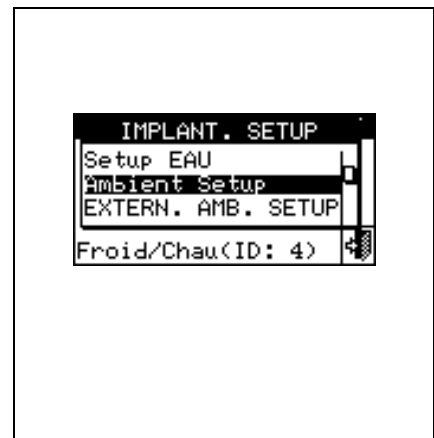 IMPLANT. SETUP
Setup EAU
Ambient Setup
EXTERN. AMB. SETUP
Froid/Chau(ID: 4)